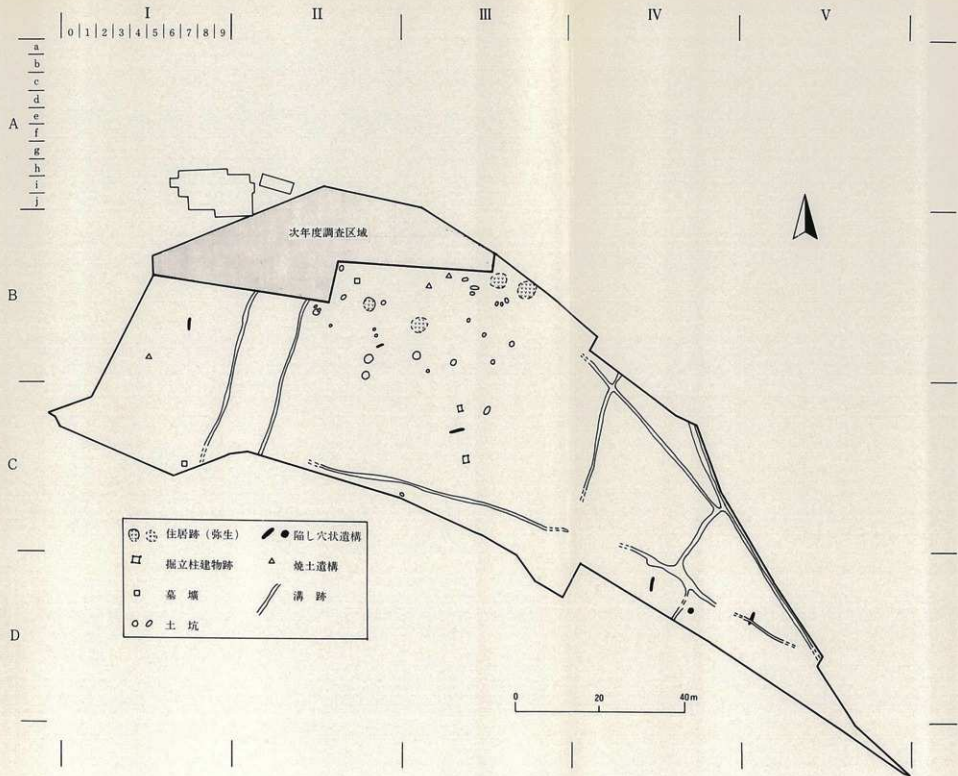 I II III IV V
0 1 2 3 4 5 6 7 8 9
a
b
c
d
e
f
g
h
i
j
A
次年度調査区域
B
C
住居跡（弥生） 陥し穴状遺構
掘立柱建物跡 焼土遺構
墓壙 溝跡
土坑
D
0 20 40m